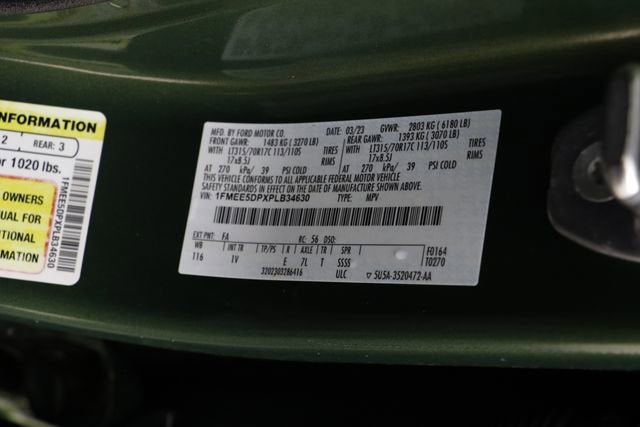 INFORMATION
2 REAR: 3
or 1020 lbs.
OWNERS
UAL FOR
ITIONAL
MATION
1FMEE5DPXPLB34630
MFD. BY FORD MOTOR CO. DATE: 03/23 GVWR: 2803 KG ( 6180 LB)
FRONT GAWR: 1483 KG ( 3270 LB) REAR GAWR: 1393 KG ( 3070 LB)
WITH LT315/70R17C 113/110S TIRES WITH LT315/70R17C 113/110S TIRES
17x8.5J RIMS 17x8.5J RIMS
AT 270 kPa/ 39 PSI COLD AT 270 kPa/ 39 PSI COLD
THIS VEHICLE CONFORMS TO ALL APPLICABLE FEDERAL MOTOR VEHICLE
SAFETY STANDARDS IN EFFECT ON THE DATE OF MANUFACTURE SHOWN ABOVE.
VIN: 1FMEE5DPXPLB34630 TYPE: MPV
EXT PNT: FA RC: 56 DSO:
WB INT TR TP/PS R AXLE TR SPR F0164
116 1V E 7L T SSSS T0270
3202303286416 ULC ▽ 5U5A-3520472-AA